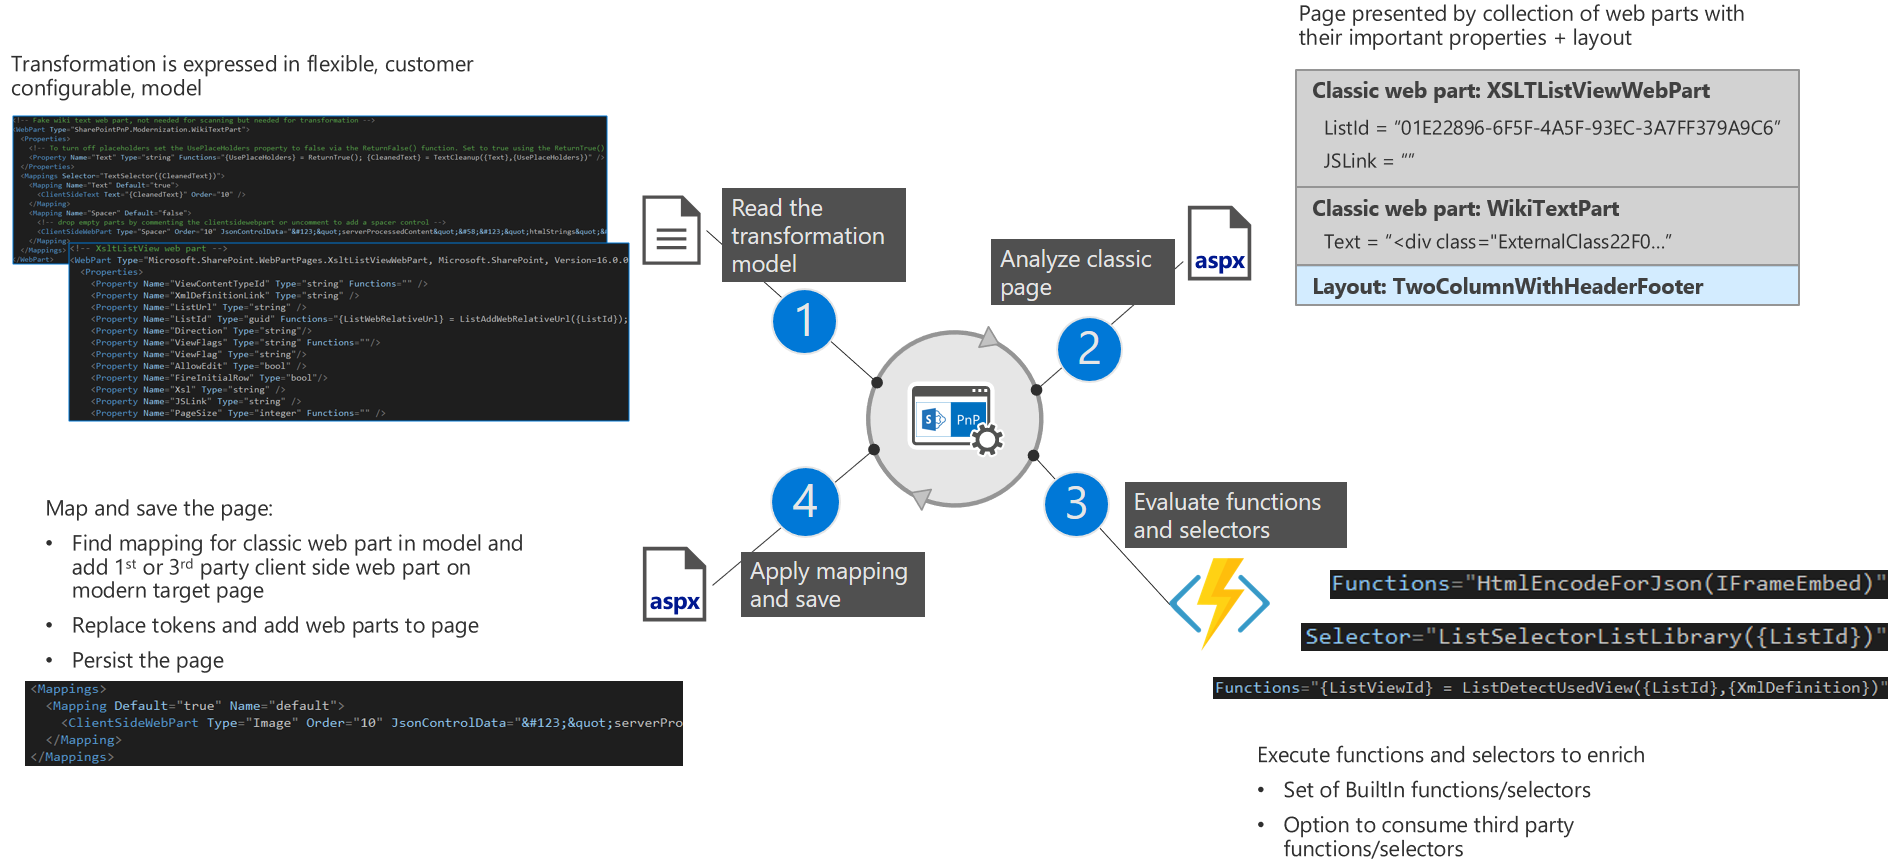 Transformation is expressed in flexible, customer
configurable, model
<!-- Fake wiki text web part, not needed for scanning but needed for transformation -->
<WebPart Type="SharePointPnP.Modernization.WikiTextPart">
<Properties>
<!-- To turn off placeholders set the UsePlaceHolders property to false via the ReturnFalse() function. Set to true using the ReturnTrue()
<Property Name="Text" Type="string" Functions="{UsePlaceHolders} = ReturnTrue(); {CleanedText} = TextCleanup({Text},{UsePlaceHolders})" />
</Properties>
<Mappings Selector="TextSelector({CleanedText})">
<Mapping Name="Text" Default="true">
<ClientSideText Text="{CleanedText}" Order="10" />
</Mapping>
<Mapping Name="Spacer" Default="false">
<!-- drop empty parts by commenting the clientsidewebpart or uncomment to add a spacer control -->
<ClientSideWebPart Type="Spacer" Order="10" JsonControlData="&#123;&quot;serverProcessedContent&quot;&#58;&#123;&quot;htmlStrings&quot;&
</Mapping>
</Mappings>
</WebPart>
<!-- XsltListView web part -->
<WebPart Type="Microsoft.SharePoint.WebPartPages.XsltListViewWebPart, Microsoft.SharePoint, Version=16.0.0
<Properties>
<Property Name="ViewContentTypeId" Type="string" Functions="" />
<Property Name="XmlDefinitionLink" Type="string" />
<Property Name="ListUrl" Type="string" />
<Property Name="ListId" Type="guid" Functions="{ListWebRelativeUrl} = ListAddWebRelativeUrl({ListId});
<Property Name="Direction" Type="string"/>
<Property Name="ViewFlags" Type="string" Functions=""/>
<Property Name="ViewFlag" Type="string"/>
<Property Name="AllowEdit" Type="bool" />
<Property Name="FireInitialRow" Type="bool"/>
<Property Name="Xsl" Type="string" />
<Property Name="JSLink" Type="string" />
<Property Name="PageSize" Type="integer" Functions="" />
Read the
transformation
model
1
Page presented by collection of web parts with
their important properties + layout
Classic web part: XSLTListViewWebPart
ListId = “01E22896-6F5F-4A5F-93EC-3A7FF379A9C6”
JSLink = “”
Classic web part: WikiTextPart
Text = “<div class="ExternalClass22F0...”
Layout: TwoColumnWithHeaderFooter
Analyze classic
page
aspx
2
S
PnP
3
Evaluate functions
and selectors
Functions="HtmlEncodeForJson(IFrameEmbed)"
Selector="ListSelectorListLibrary({ListId})"
Functions="{ListViewId} = ListDetectUsedView({ListId},{XmlDefinition})"
Execute functions and selectors to enrich
• Set of BuiltIn functions/selectors
• Option to consume third party
functions/selectors
4
Apply mapping
and save
aspx
Map and save the page:
• Find mapping for classic web part in model and
add 1st or 3rd party client side web part on
modern target page
• Replace tokens and add web parts to page
• Persist the page
<Mappings>
<Mapping Default="true" Name="default">
<ClientSideWebPart Type="Image" Order="10" JsonControlData="&#123;&quot;serverPro
</Mapping>
</Mappings>